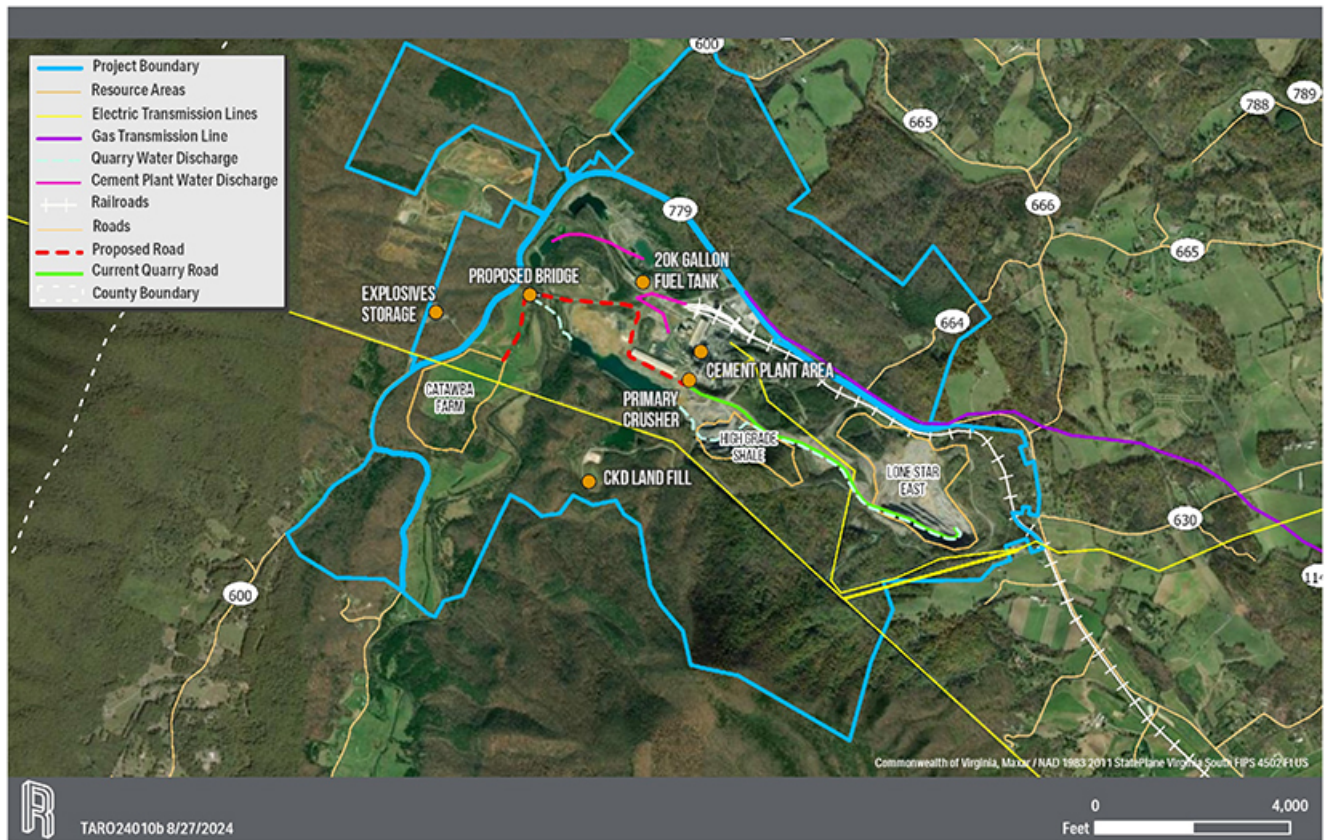 Project Boundary
Resource Areas
Electric Transmission Lines
Gas Transmission Line
Quarry Water Discharge
Cement Plant Water Discharge
Railroads
Roads
Proposed Road
Current Quarry Road
County Boundary
600
789
788
665
666
779
665
20K GALLON
FUEL TANK
PROPOSED BRIDGE
EXPLOSIVES
STORAGE
664
CEMENT PLANT AREA
CATAWBA
FARM
PRIMARY
CRUSHER
HIGH GRADE
SHALE
LONE STAR
EAST
CKD LAND FILL
630
114
600
Commonwealth of Virginia, Maxar / NAD 1983 2011 StatePlane Virginia South FIPS 4502 Ft US
R
TARO24010b 8/27/2024
0 4,000
Feet